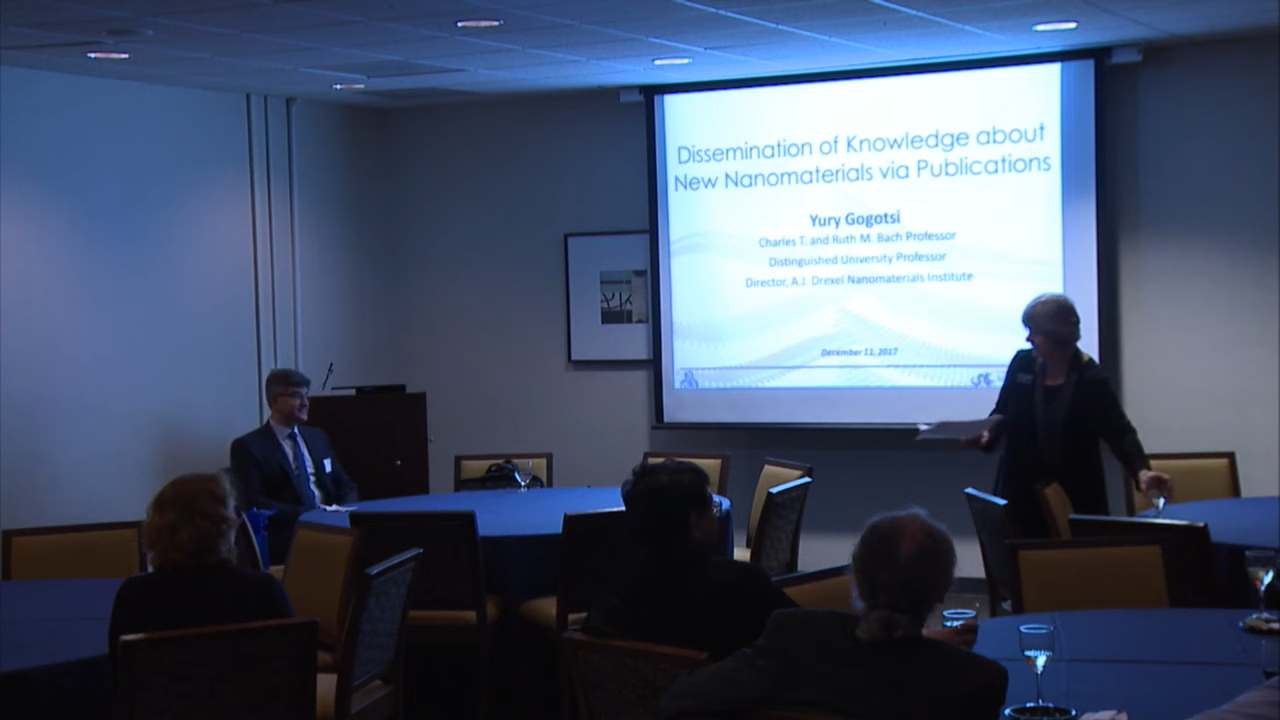 Dissemination of Knowledge about
New Nanomaterials via Publications
Yury Gogotsi
Charles T. and Ruth M. Bach Professor
Distinguished University Professor
Director, A.J. Drexel Nanomaterials Institute
December 11, 2017